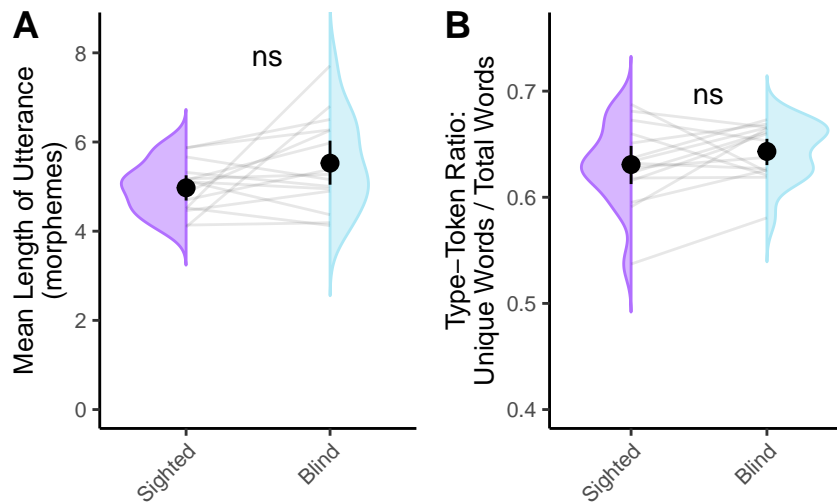 A
Mean Length of Utterance
(morphemes)
8
6
4
2
0
ns
Sighted
Blind
B
Type−Token Ratio:
Unique Words / Total Words
0.7
0.6
0.5
0.4
ns
Sighted
Blind